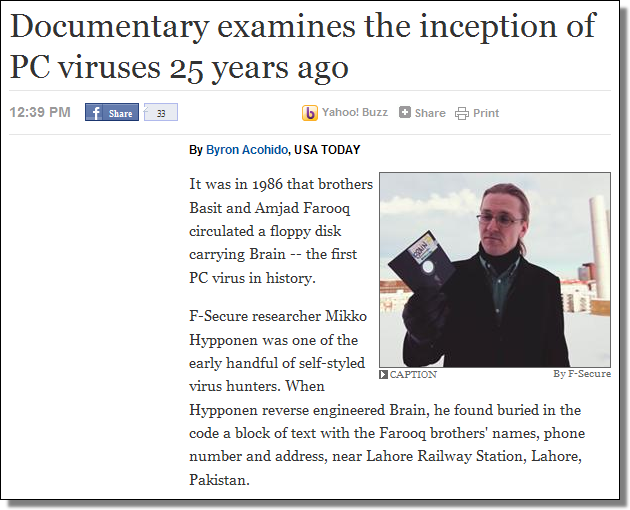 Documentary examines the inception of
PC viruses 25 years ago
12:39 PM f Share 33 Yahoo! Buzz Share Print
By Byron Acohido, USA TODAY
It was in 1986 that brothers
Basit and Amjad Farooq
circulated a floppy disk
carrying Brain -- the first
PC virus in history.
CAPTION By F-Secure
F-Secure researcher Mikko
Hypponen was one of the
early handful of self-styled
virus hunters. When
Hypponen reverse engineered Brain, he found buried in the
code a block of text with the Farooq brothers' names, phone
number and address, near Lahore Railway Station, Lahore,
Pakistan.